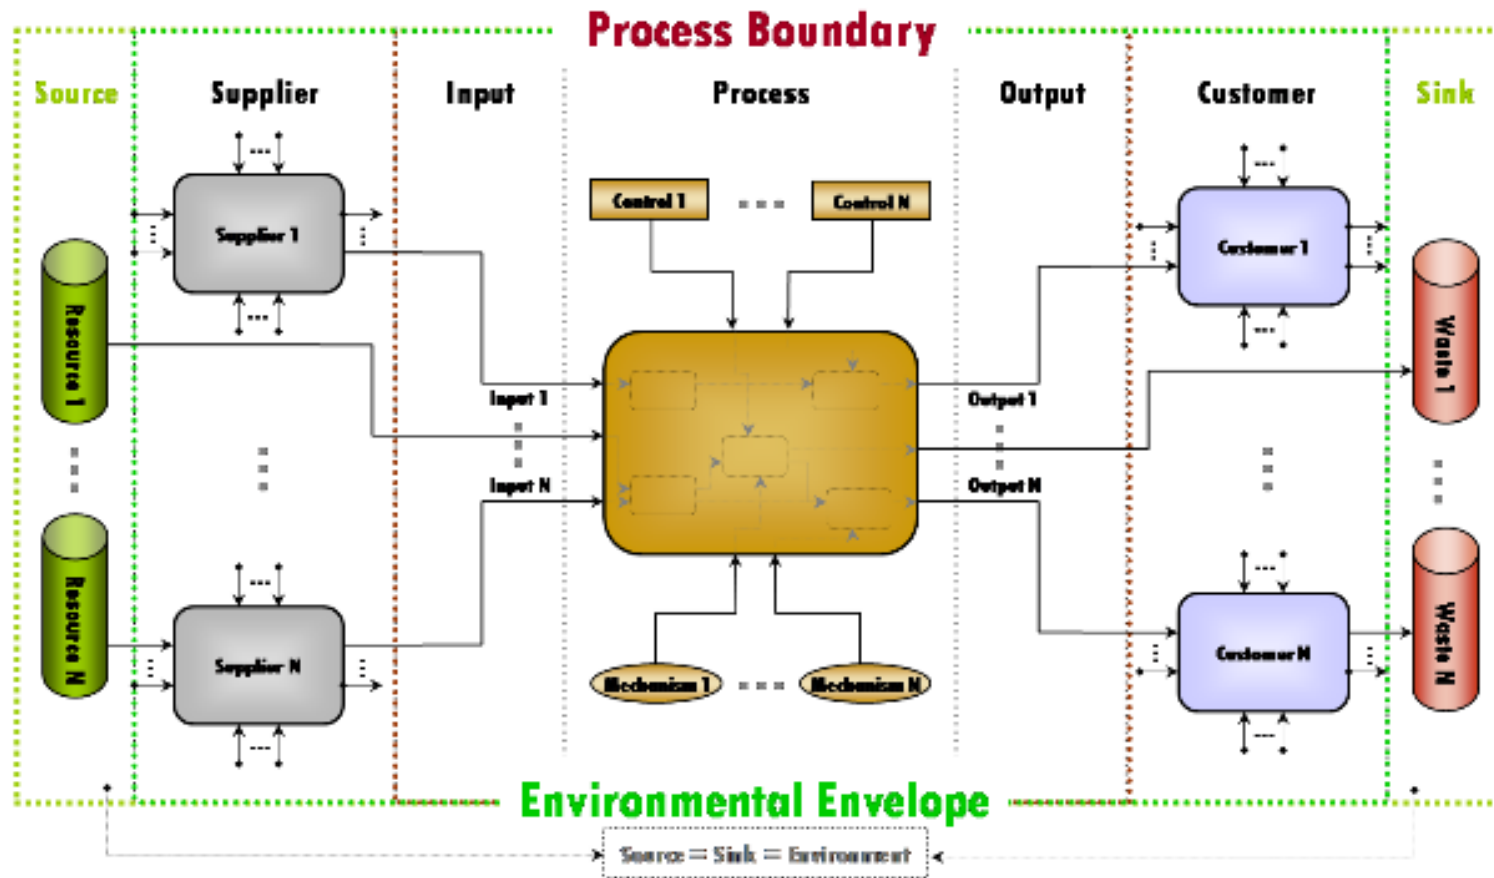 Process Boundary
Source Supplier Input Process Output Customer Sink
Control 1 Control N
Supplier 1
Customer 1
Resource 1
Waste 1
Input 1
Output 1
Input N
Output N
Resource N
Waste N
Supplier N
Customer N
Mechanism 1 Mechanism N
Environmental Envelope
Source = Sink = Environment